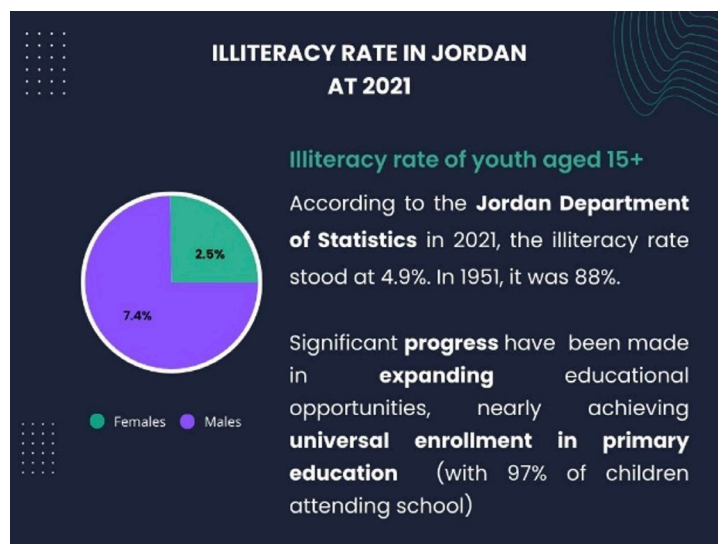 ILLITERACY RATE IN JORDAN
AT 2021
Illiteracy rate of youth aged 15+
According to the Jordan Department
of Statistics in 2021, the illiteracy rate
stood at 4.9%. In 1951, it was 88%.
2.5%
7.4%
Females Males
Significant progress have been made
in expanding educational
opportunities, nearly achieving
universal enrollment in primary
education (with 97% of children
attending school)